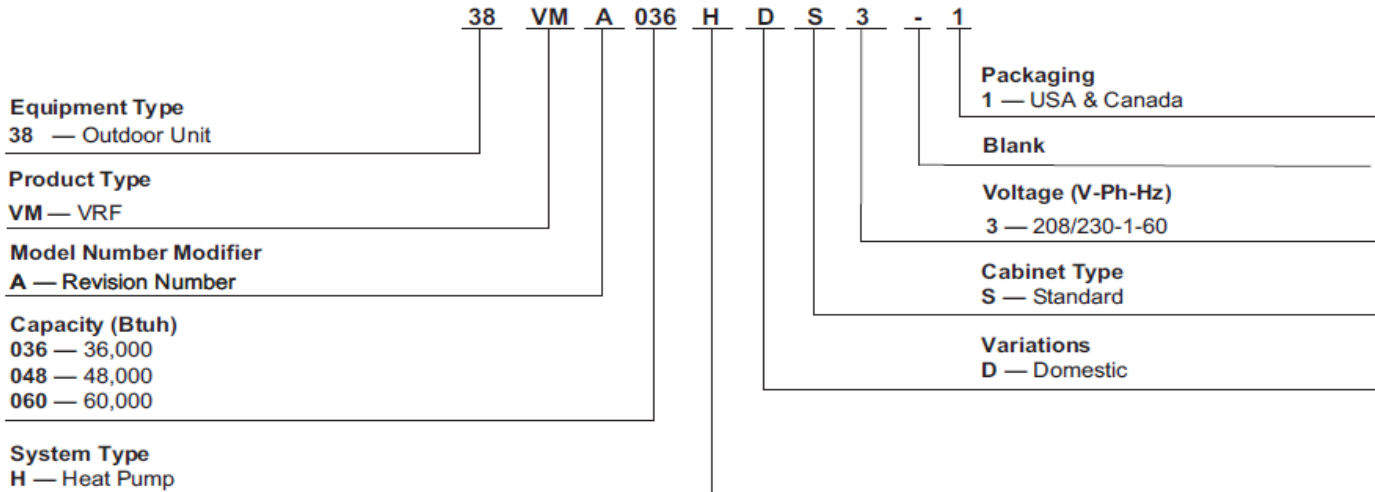 38 VM A 036 H D S 3 - 1
Equipment Type
38 — Outdoor Unit
Product Type
VM — VRF
Model Number Modifier
A — Revision Number
Capacity (Btuh)
036 — 36,000
048 — 48,000
060 — 60,000
System Type
H — Heat Pump
Packaging
1 — USA & Canada
Blank
Voltage (V-Ph-Hz)
3 — 208/230-1-60
Cabinet Type
S — Standard
Variations
D — Domestic